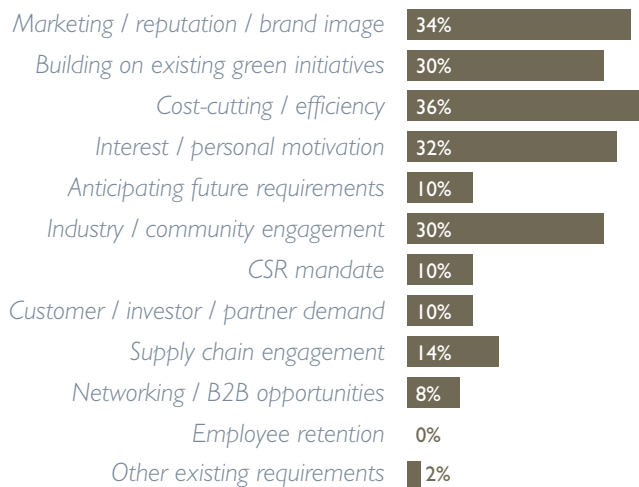 Marketing / reputation / brand image 34%
Building on existing green initiatives 30%
Cost-cutting / efficiency 36%
Interest / personal motivation 32%
Anticipating future requirements 10%
Industry / community engagement 30%
CSR mandate 10%
Customer / investor / partner demand 10%
Supply chain engagement 14%
Networking / B2B opportunities 8%
Employee retention 0%
Other existing requirements 2%